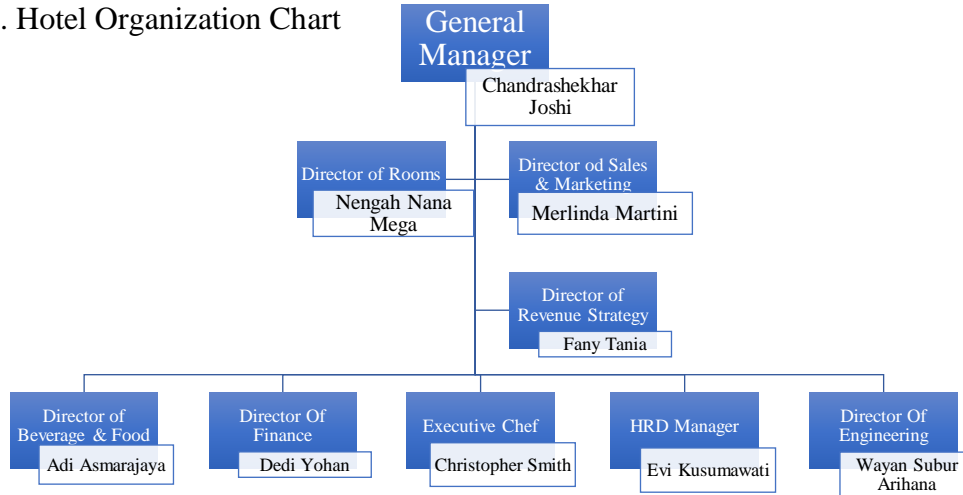 . Hotel Organization Chart
General
Manager
Chandrashekhar
Joshi
Director of Rooms
Nengah Nana
Mega
Director od Sales
& Marketing
Merlinda Martini
Director of
Revenue Strategy
Fany Tania
Director of
Beverage & Food
Adi Asmarajaya
Director Of
Finance
Dedi Yohan
Executive Chef
Christopher Smith
HRD Manager
Evi Kusumawati
Director Of
Engineering
Wayan Subur
Arihana